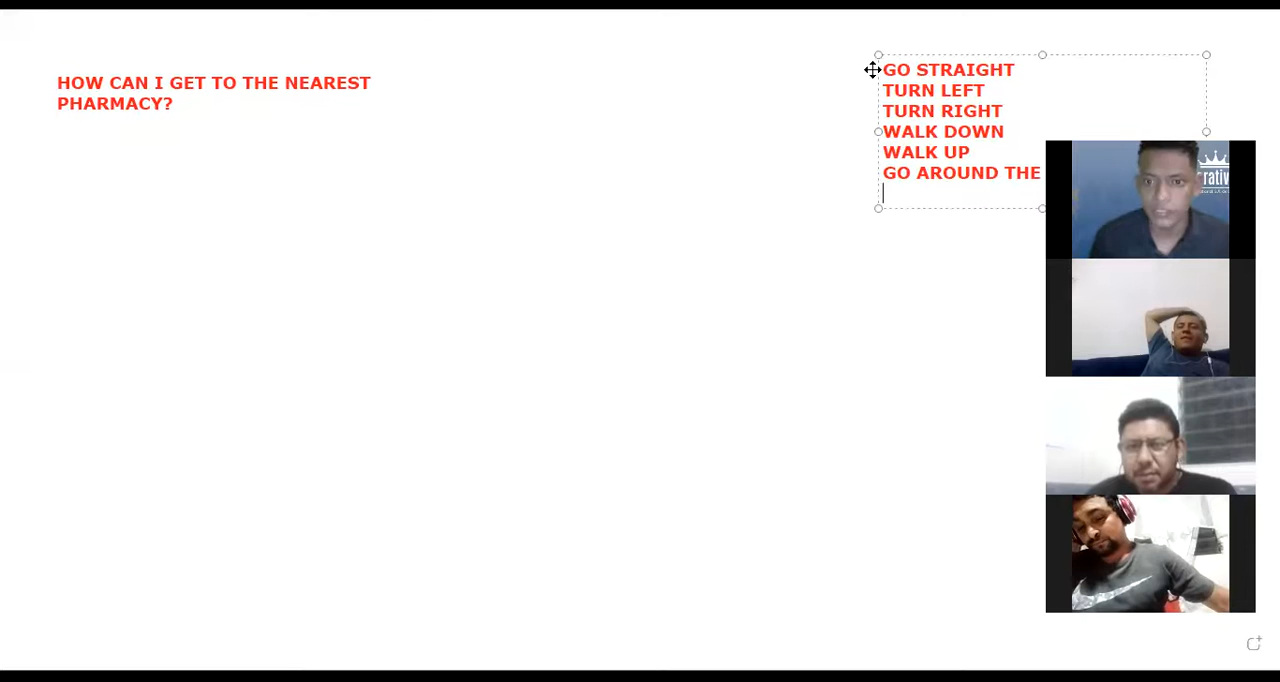 HOW CAN I GET TO THE NEAREST
PHARMACY?
GO STRAIGHT
TURN LEFT
TURN RIGHT
WALK DOWN
WALK UP
GO AROUND THE